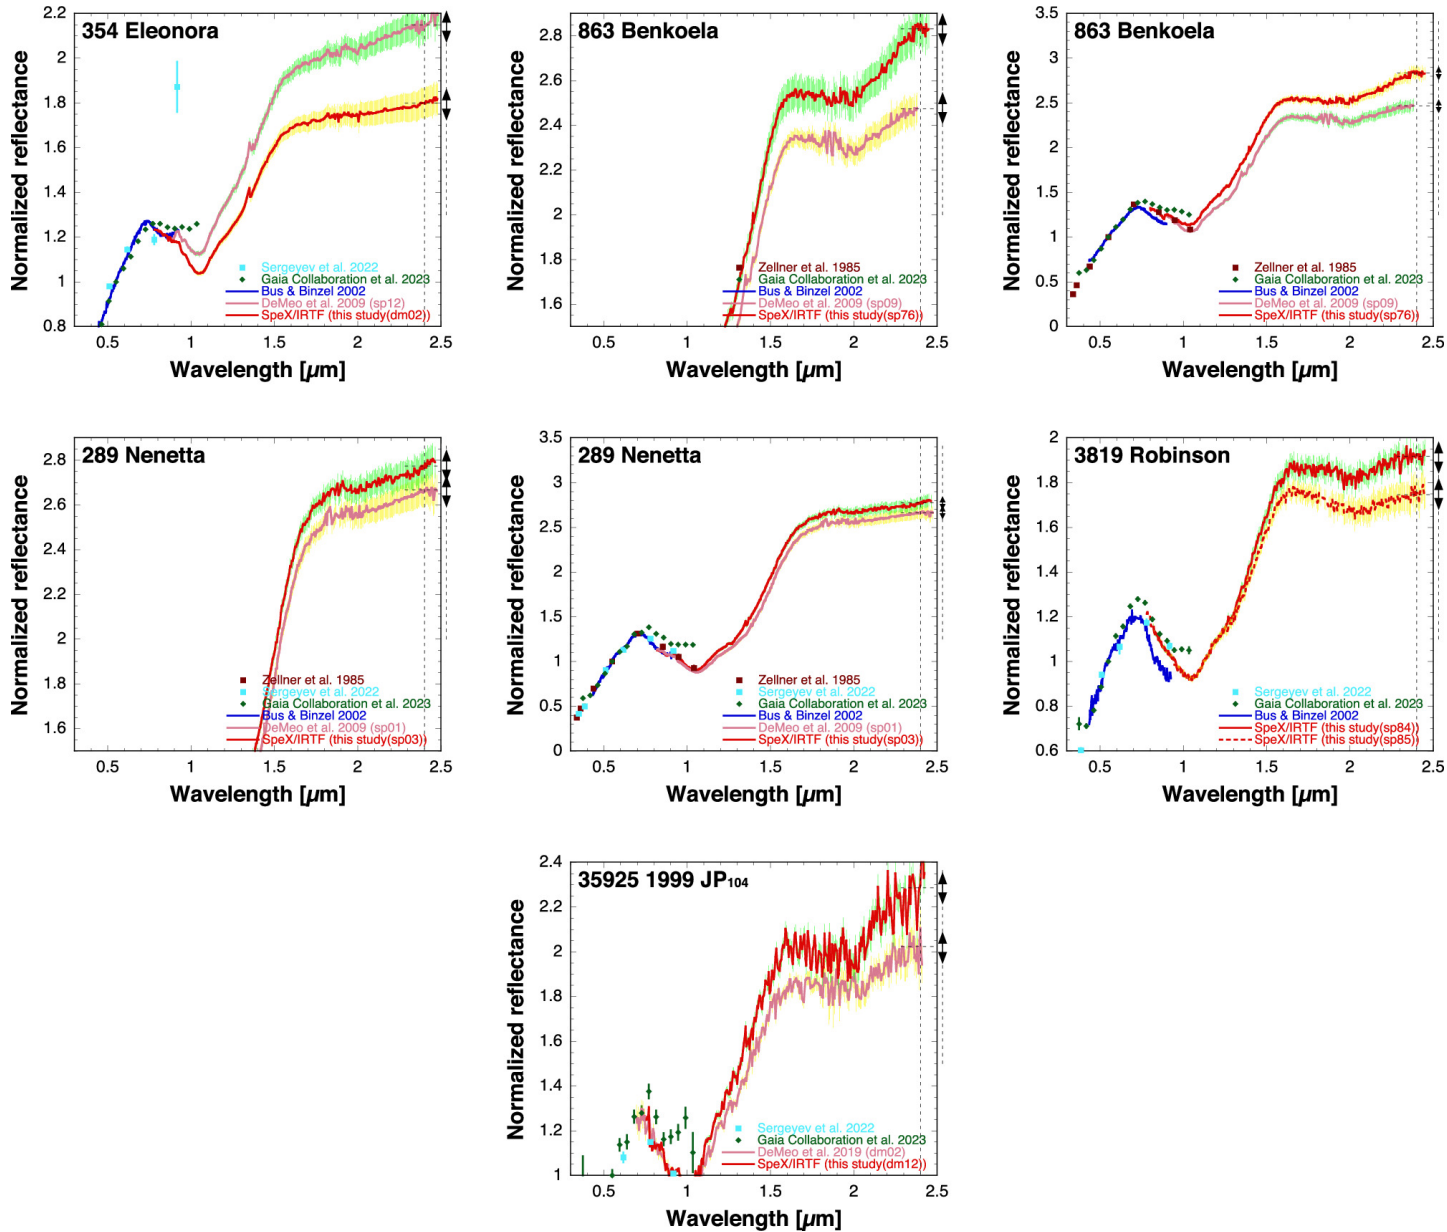 354 Eleonora
Normalized reflectance
2.2
2
1.8
1.6
1.4
1.2
1
0.8
Sergeyev et al. 2022
Gaia Collaboration et al. 2023
Bus & Binzel 2002
DeMeo et al. 2009 (sp12)
SpeX/IRTF (this study(dm02))
0.5
1
1.5
2
2.5
Wavelength [μm]
863 Benkoela
Normalized reflectance
2.8
2.6
2.4
2.2
2
1.8
1.6
Zellner et al. 1985
Gaia Collaboration et al. 2023
Bus & Binzel 2002
DeMeo et al. 2009 (sp09)
SpeX/IRTF (this study(sp76))
0.5
1
1.5
2
2.5
Wavelength [μm]
863 Benkoela
Normalized reflectance
3.5
3
2.5
2
1.5
1
0.5
0
Zellner et al. 1985
Gaia Collaboration et al. 2023
Bus & Binzel 2002
DeMeo et al. 2009 (sp09)
SpeX/IRTF (this study(sp76))
0.5
1
1.5
2
2.5
Wavelength [μm]
289 Nenetta
Normalized reflectance
2.8
2.6
2.4
2.2
2
1.8
1.6
Zellner et al. 1985
Sergeyev et al. 2022
Gaia Collaboration et al. 2023
Bus & Binzel 2002
DeMeo et al. 2009 (sp01)
SpeX/IRTF (this study(sp03))
0.5
1
1.5
2
2.5
Wavelength [μm]
289 Nenetta
Normalized reflectance
3.5
3
2.5
2
1.5
1
0.5
0
Zellner et al. 1985
Sergeyev et al. 2022
Gaia Collaboration et al. 2023
Bus & Binzel 2002
DeMeo et al. 2009 (sp01)
SpeX/IRTF (this study(sp03))
0.5
1
1.5
2
2.5
Wavelength [μm]
3819 Robinson
Normalized reflectance
2
1.8
1.6
1.4
1.2
1
0.8
0.6
Sergeyev et al. 2022
Gaia Collaboration et al. 2023
Bus & Binzel 2002
SpeX/IRTF (this study(sp84))
SpeX/IRTF (this study(sp85))
0.5
1
1.5
2
2.5
Wavelength [μm]
35925 1999 JP₁₀₄
Normalized reflectance
2.4
2.2
2
1.8
1.6
1.4
1.2
1
Sergeyev et al. 2022
Gaia Collaboration et al. 2023
DeMeo et al. 2019 (dm02)
SpeX/IRTF (this study(dm12))
0.5
1
1.5
2
2.5
Wavelength [μm]